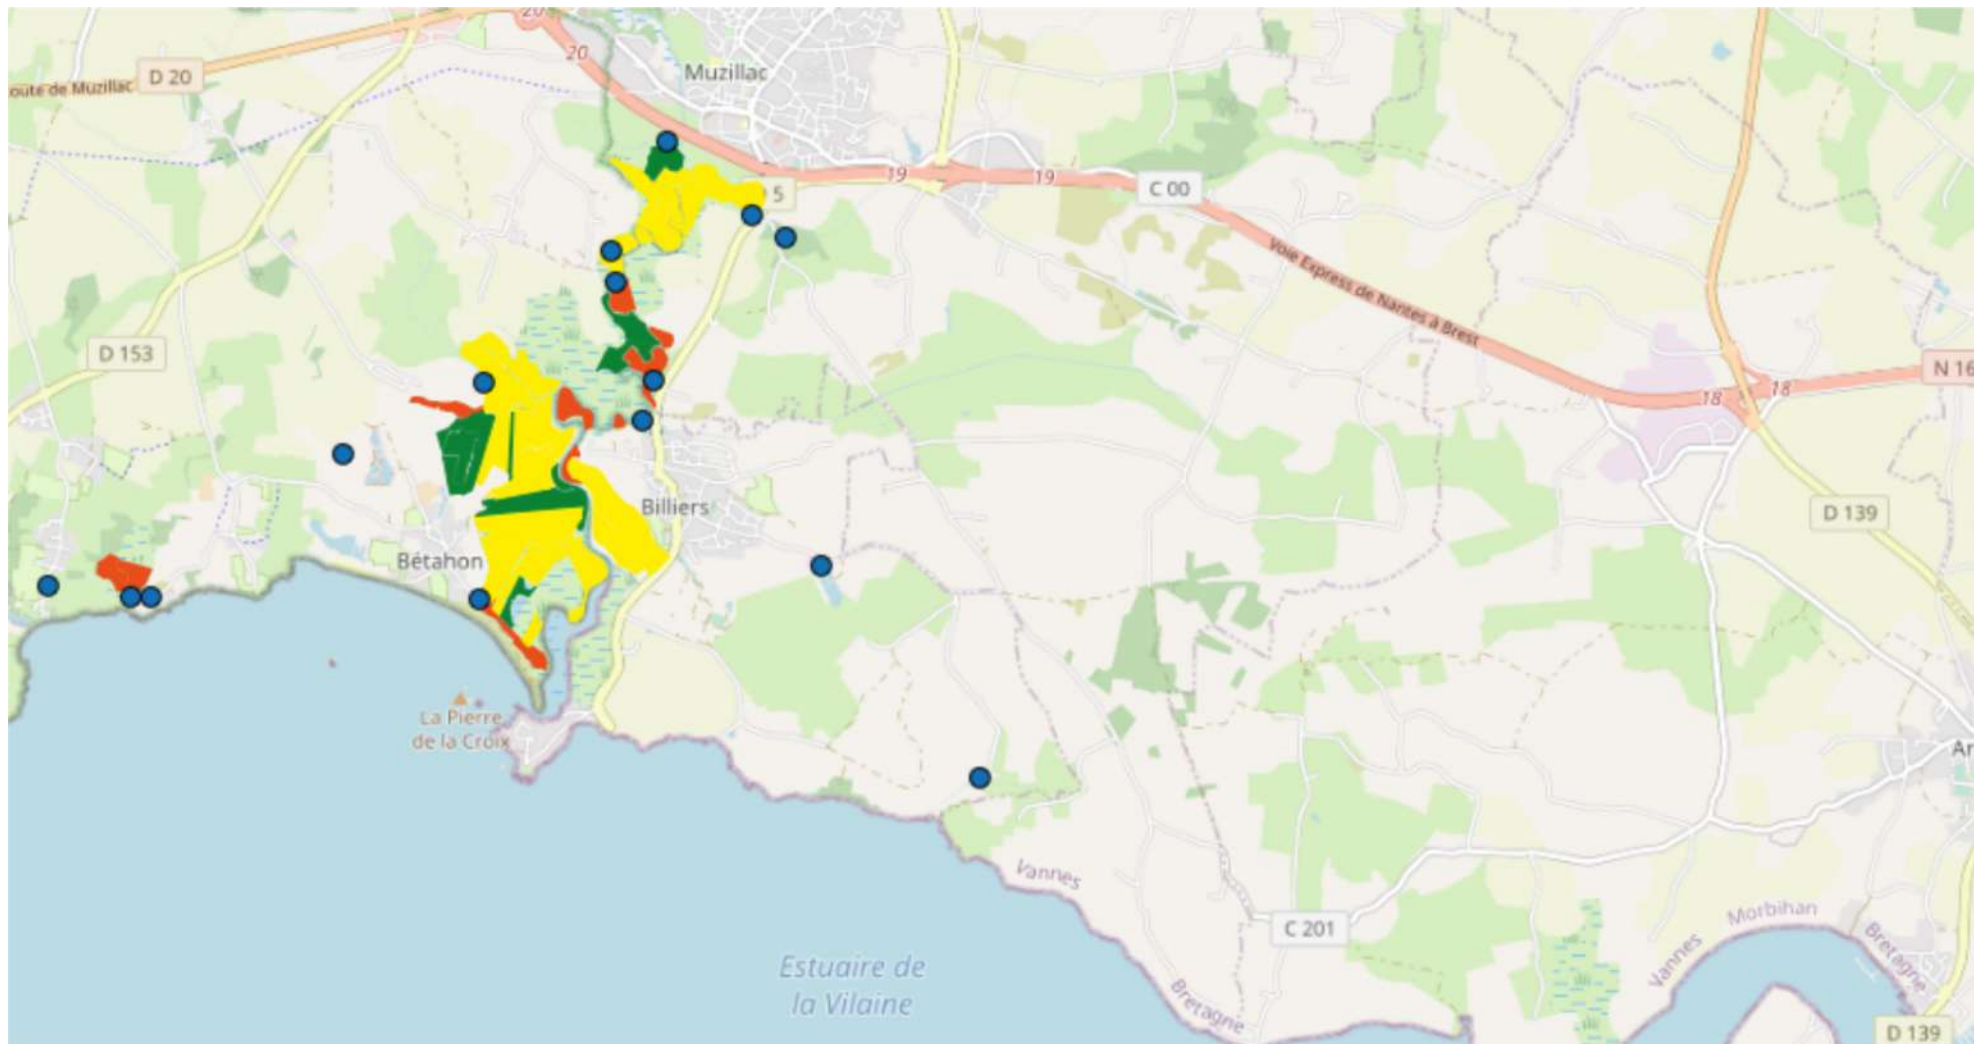 20
20
Muzillac
D 20
oute de Muzillac
5
19
19
C 00
Voie Express de Nantes à Brest
D 153
N 16
18
18
Billiers
D 139
Bétahon
La Pierre
de la Croix
Ar
Vannes
C 201
Morbihan
Vannes
Bretagne
Estuaire de
la Vilaine
Bretagne
D 139